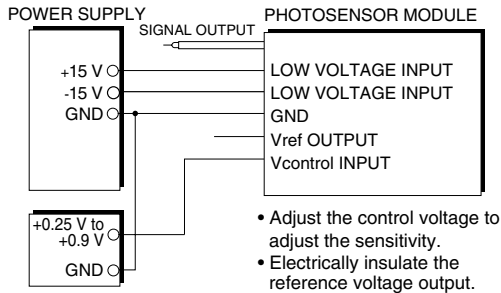 POWER SUPPLY
PHOTOSENSOR MODULE
SIGNAL OUTPUT
+15 V
-15 V
GND
LOW VOLTAGE INPUT
LOW VOLTAGE INPUT
GND
Vref OUTPUT
Vcontrol INPUT
+0.25 V to
+0.9 V
GND
• Adjust the control voltage to
adjust the sensitivity.
• Electrically insulate the
reference voltage output.